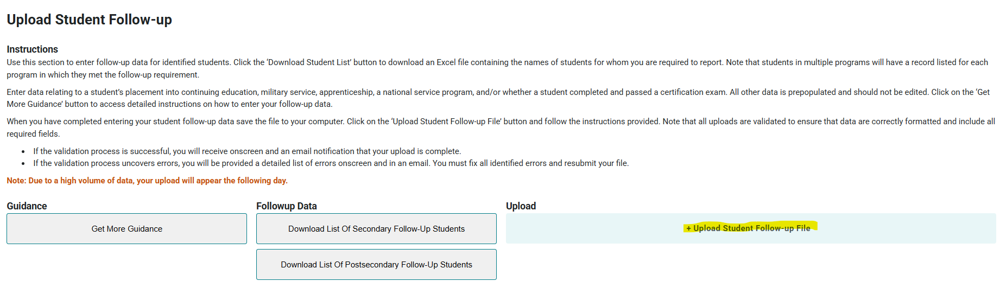 Upload Student Follow-up
Instructions
Use this section to enter follow-up data for identified students. Click the ‘Download Student List’ button to download an Excel file containing the names of students for whom you are required to report. Note that students in multiple programs will have a record listed for each
program in which they met the follow-up requirement.
Enter data relating to a student’s placement into continuing education, military service, apprenticeship, a national service program, and/or whether a student completed and passed a certification exam. All other data is prepopulated and should not be edited. Click on the ‘Get
More Guidance’ button to access detailed instructions on how to enter your follow-up data.
When you have completed entering your student follow-up data save the file to your computer. Click on the ‘Upload Student Follow-up File’ button and follow the instructions provided. Note that all uploads are validated to ensure that data are correctly formatted and include all
required fields.
• If the validation process is successful, you will receive onscreen and an email notification that your upload is complete.
• If the validation process uncovers errors, you will be provided a detailed list of errors onscreen and in an email. You must fix all identified errors and resubmit your file.
Note: Due to a high volume of data, your upload will appear the following day.
Guidance
Get More Guidance
Followup Data
Download List Of Secondary Follow-Up Students
Download List Of Postsecondary Follow-Up Students
Upload
+ Upload Student Follow-up File